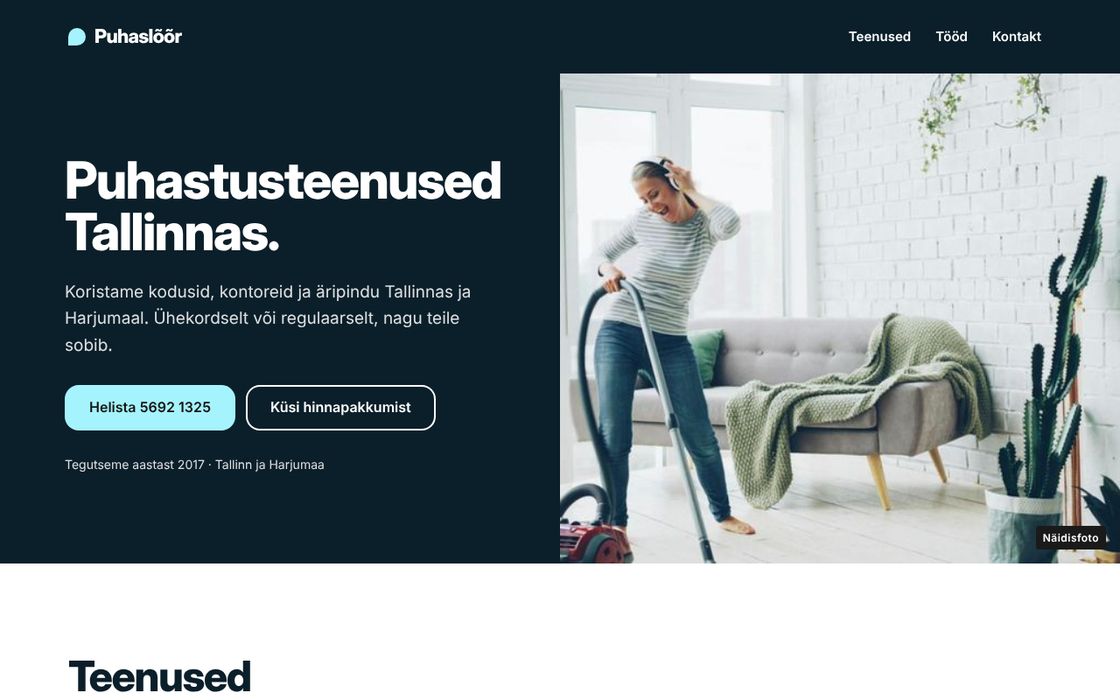 Puhaslõõr
Teenused Tööd Kontakt
Puhastusteenused
Tallinnas.
Koristame kodusid, kontoreid ja äripindu Tallinnas ja
Harjumaal. Ühekordselt või regulaarselt, nagu teile
sobib.
Helista 5692 1325 Küsi hinnapakkumist
Tegutseme aastast 2017 · Tallinn ja Harjumaa
Näidisfoto
Teenused